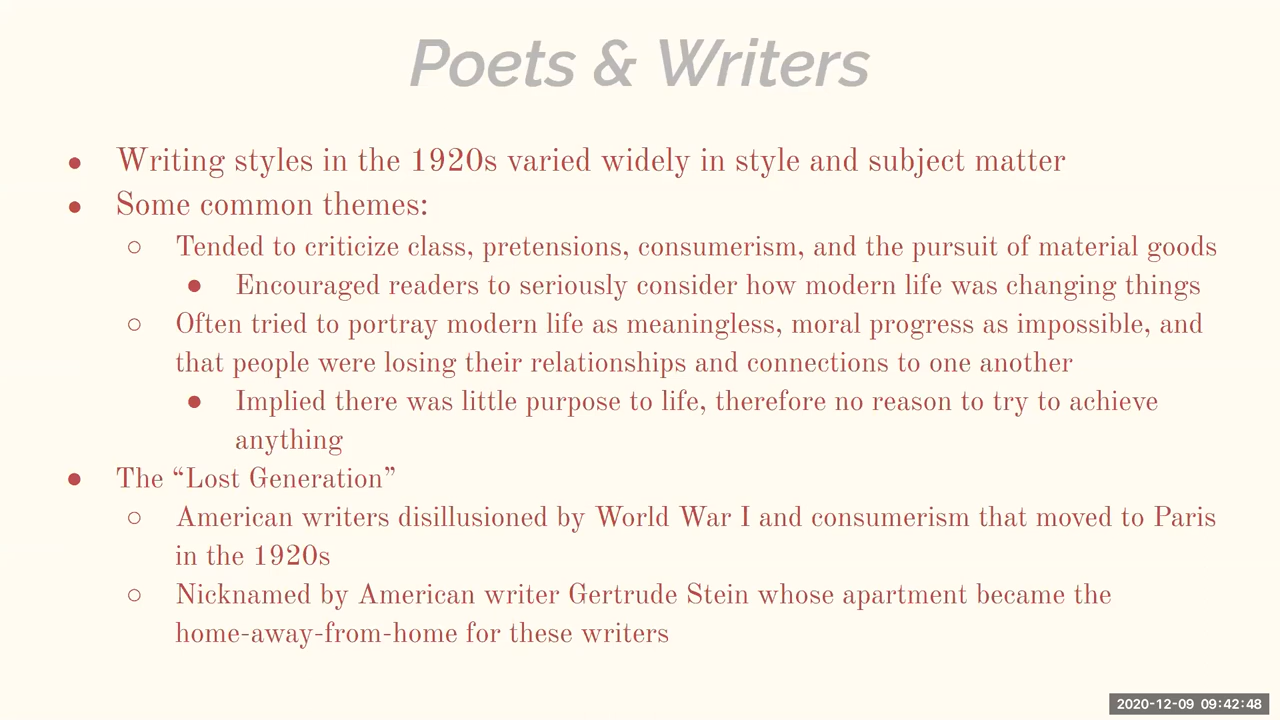 Poets & Writers
● Writing styles in the 1920s varied widely in style and subject matter
● Some common themes:
○ Tended to criticize class, pretensions, consumerism, and the pursuit of material goods
● Encouraged readers to seriously consider how modern life was changing things
○ Often tried to portray modern life as meaningless, moral progress as impossible, and
that people were losing their relationships and connections to one another
● Implied there was little purpose to life, therefore no reason to try to achieve
anything
● The “Lost Generation”
○ American writers disillusioned by World War I and consumerism that moved to Paris
in the 1920s
○ Nicknamed by American writer Gertrude Stein whose apartment became the
home-away-from-home for these writers
2020-12-09 09:42:48